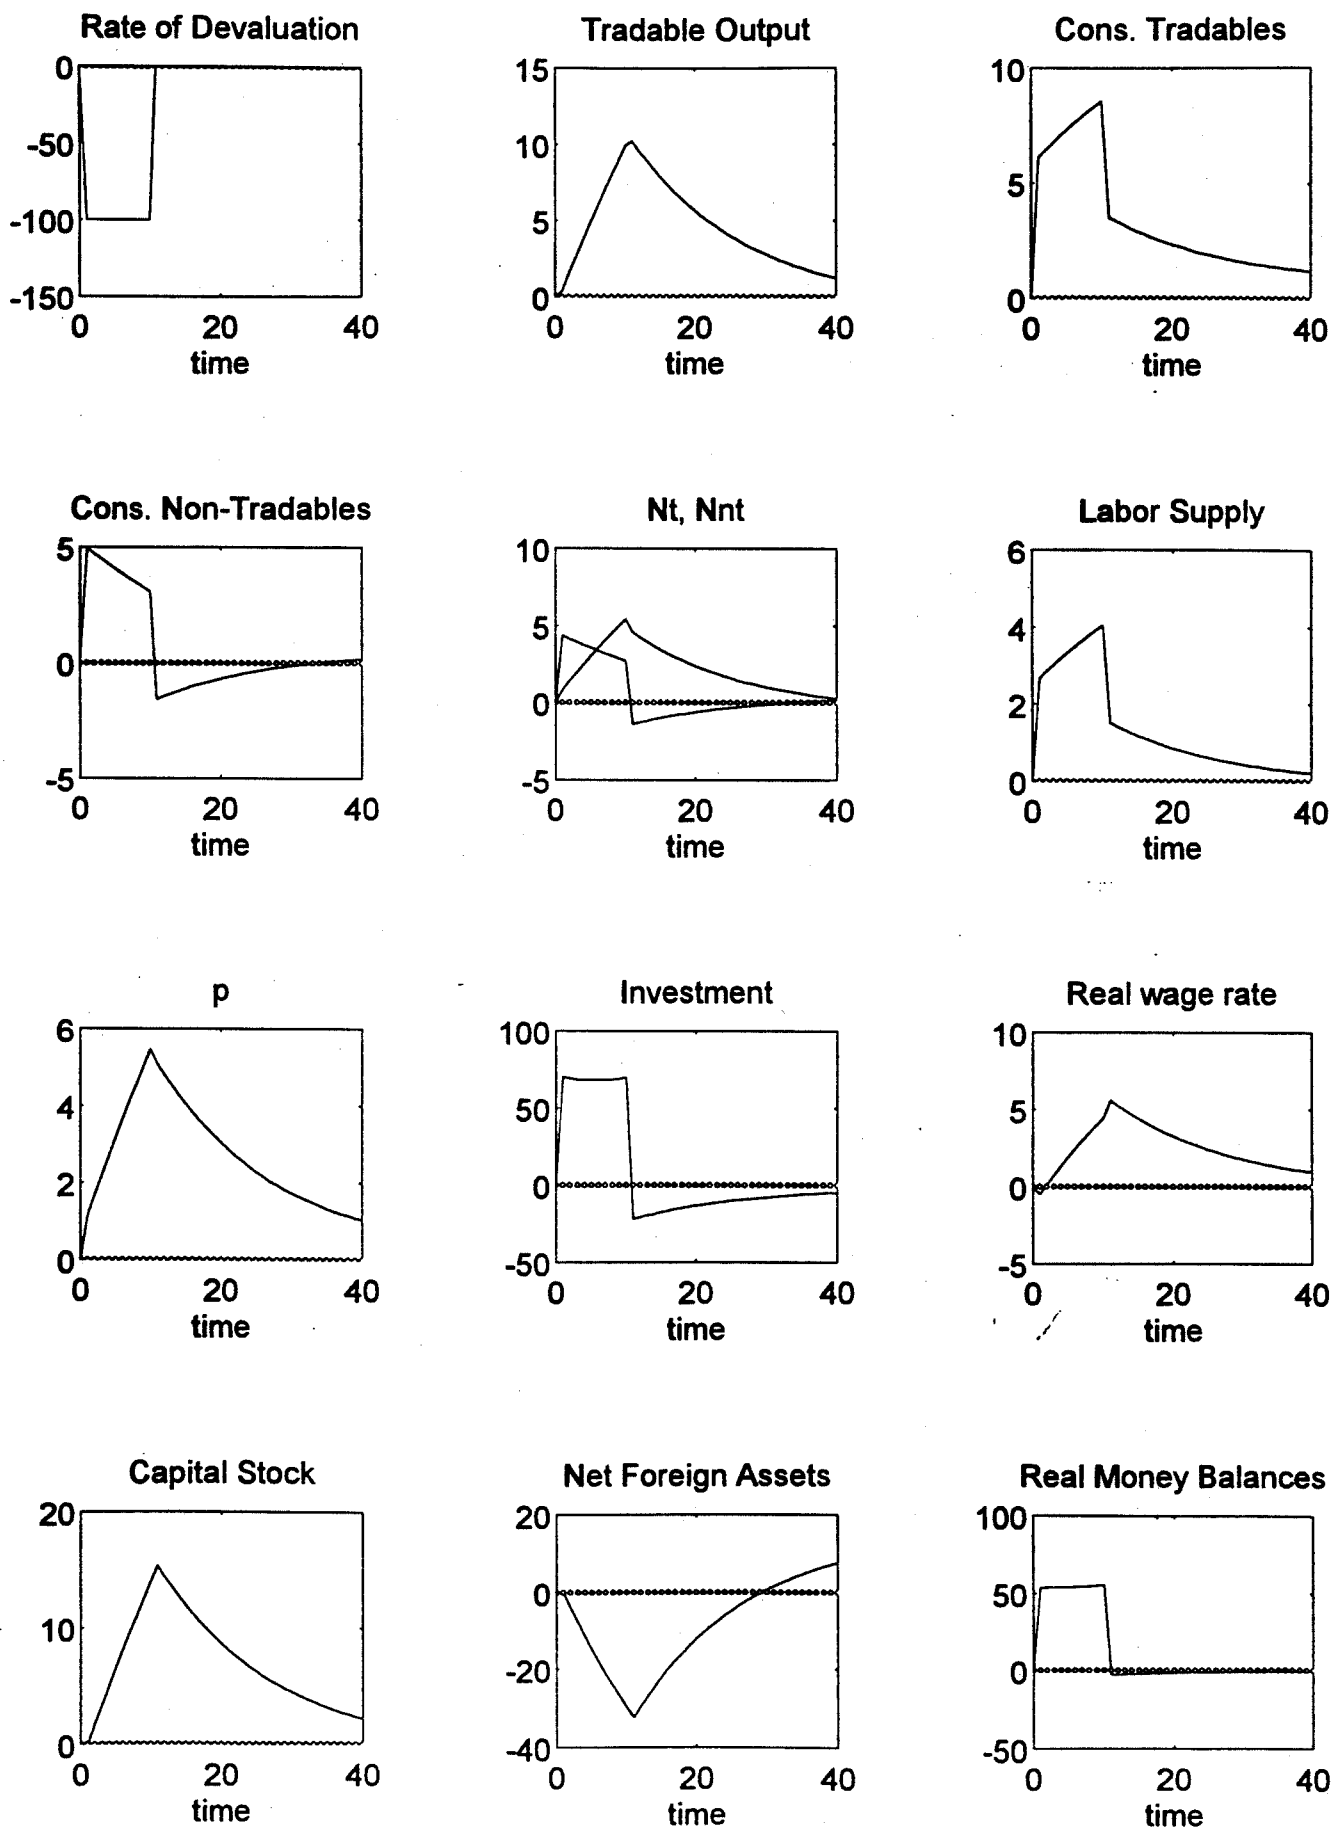 Rate of Devaluation
0
-50
-100
-150
0 20 40
time
Tradable Output
15
10
5
0
0 20 40
time
Cons. Tradables
10
5
0
0 20 40
time
Cons. Non-Tradables
5
0
-5
0 20 40
time
Nt, Nnt
10
5
0
-5
0 20 40
time
Labor Supply
6
4
2
0
0 20 40
time
p
6
4
2
0
0 20 40
time
Investment
100
50
0
-50
0 20 40
time
Real wage rate
10
5
0
-5
0 20 40
time
Capital Stock
20
10
0
0 20 40
time
Net Foreign Assets
20
0
-20
-40
0 20 40
time
Real Money Balances
100
50
0
-50
0 20 40
time